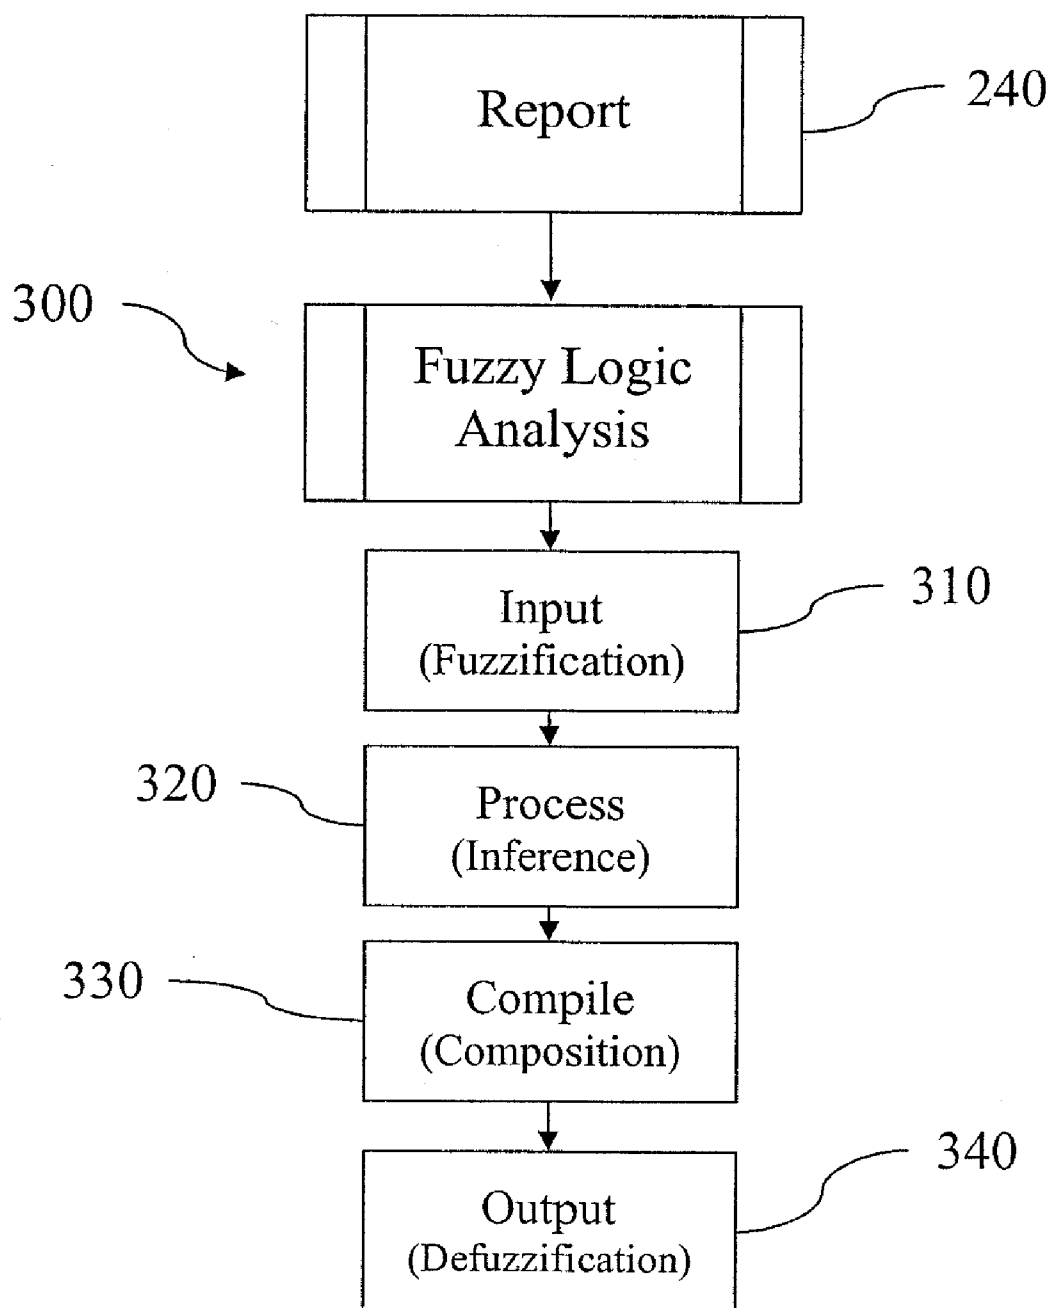 Report
240
300
Fuzzy Logic
Analysis
Input
(Fuzzification)
310
320
Process
(Inference)
330
Compile
(Composition)
340
Output
(Defuzzification)